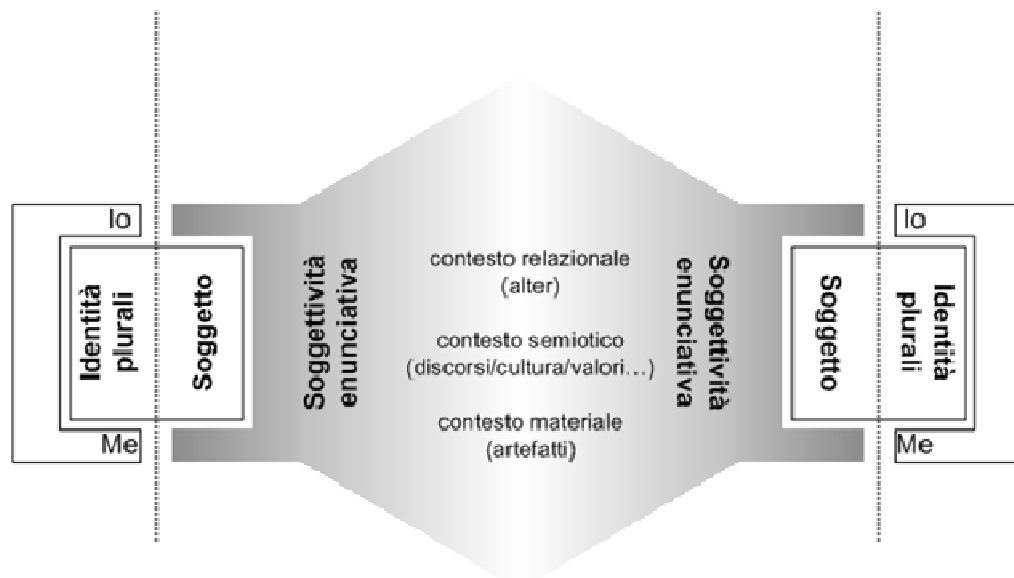 Io
Identità
plurali
Soggetto
Me
Soggettività
enunciativa
contesto relazionale
(alter)
contesto semiotico
(discorsi/cultura/valori...)
contesto materiale
(artefatti)
Soggettività
enunciativa
Soggetto
Io
Identiità
plurali
Me